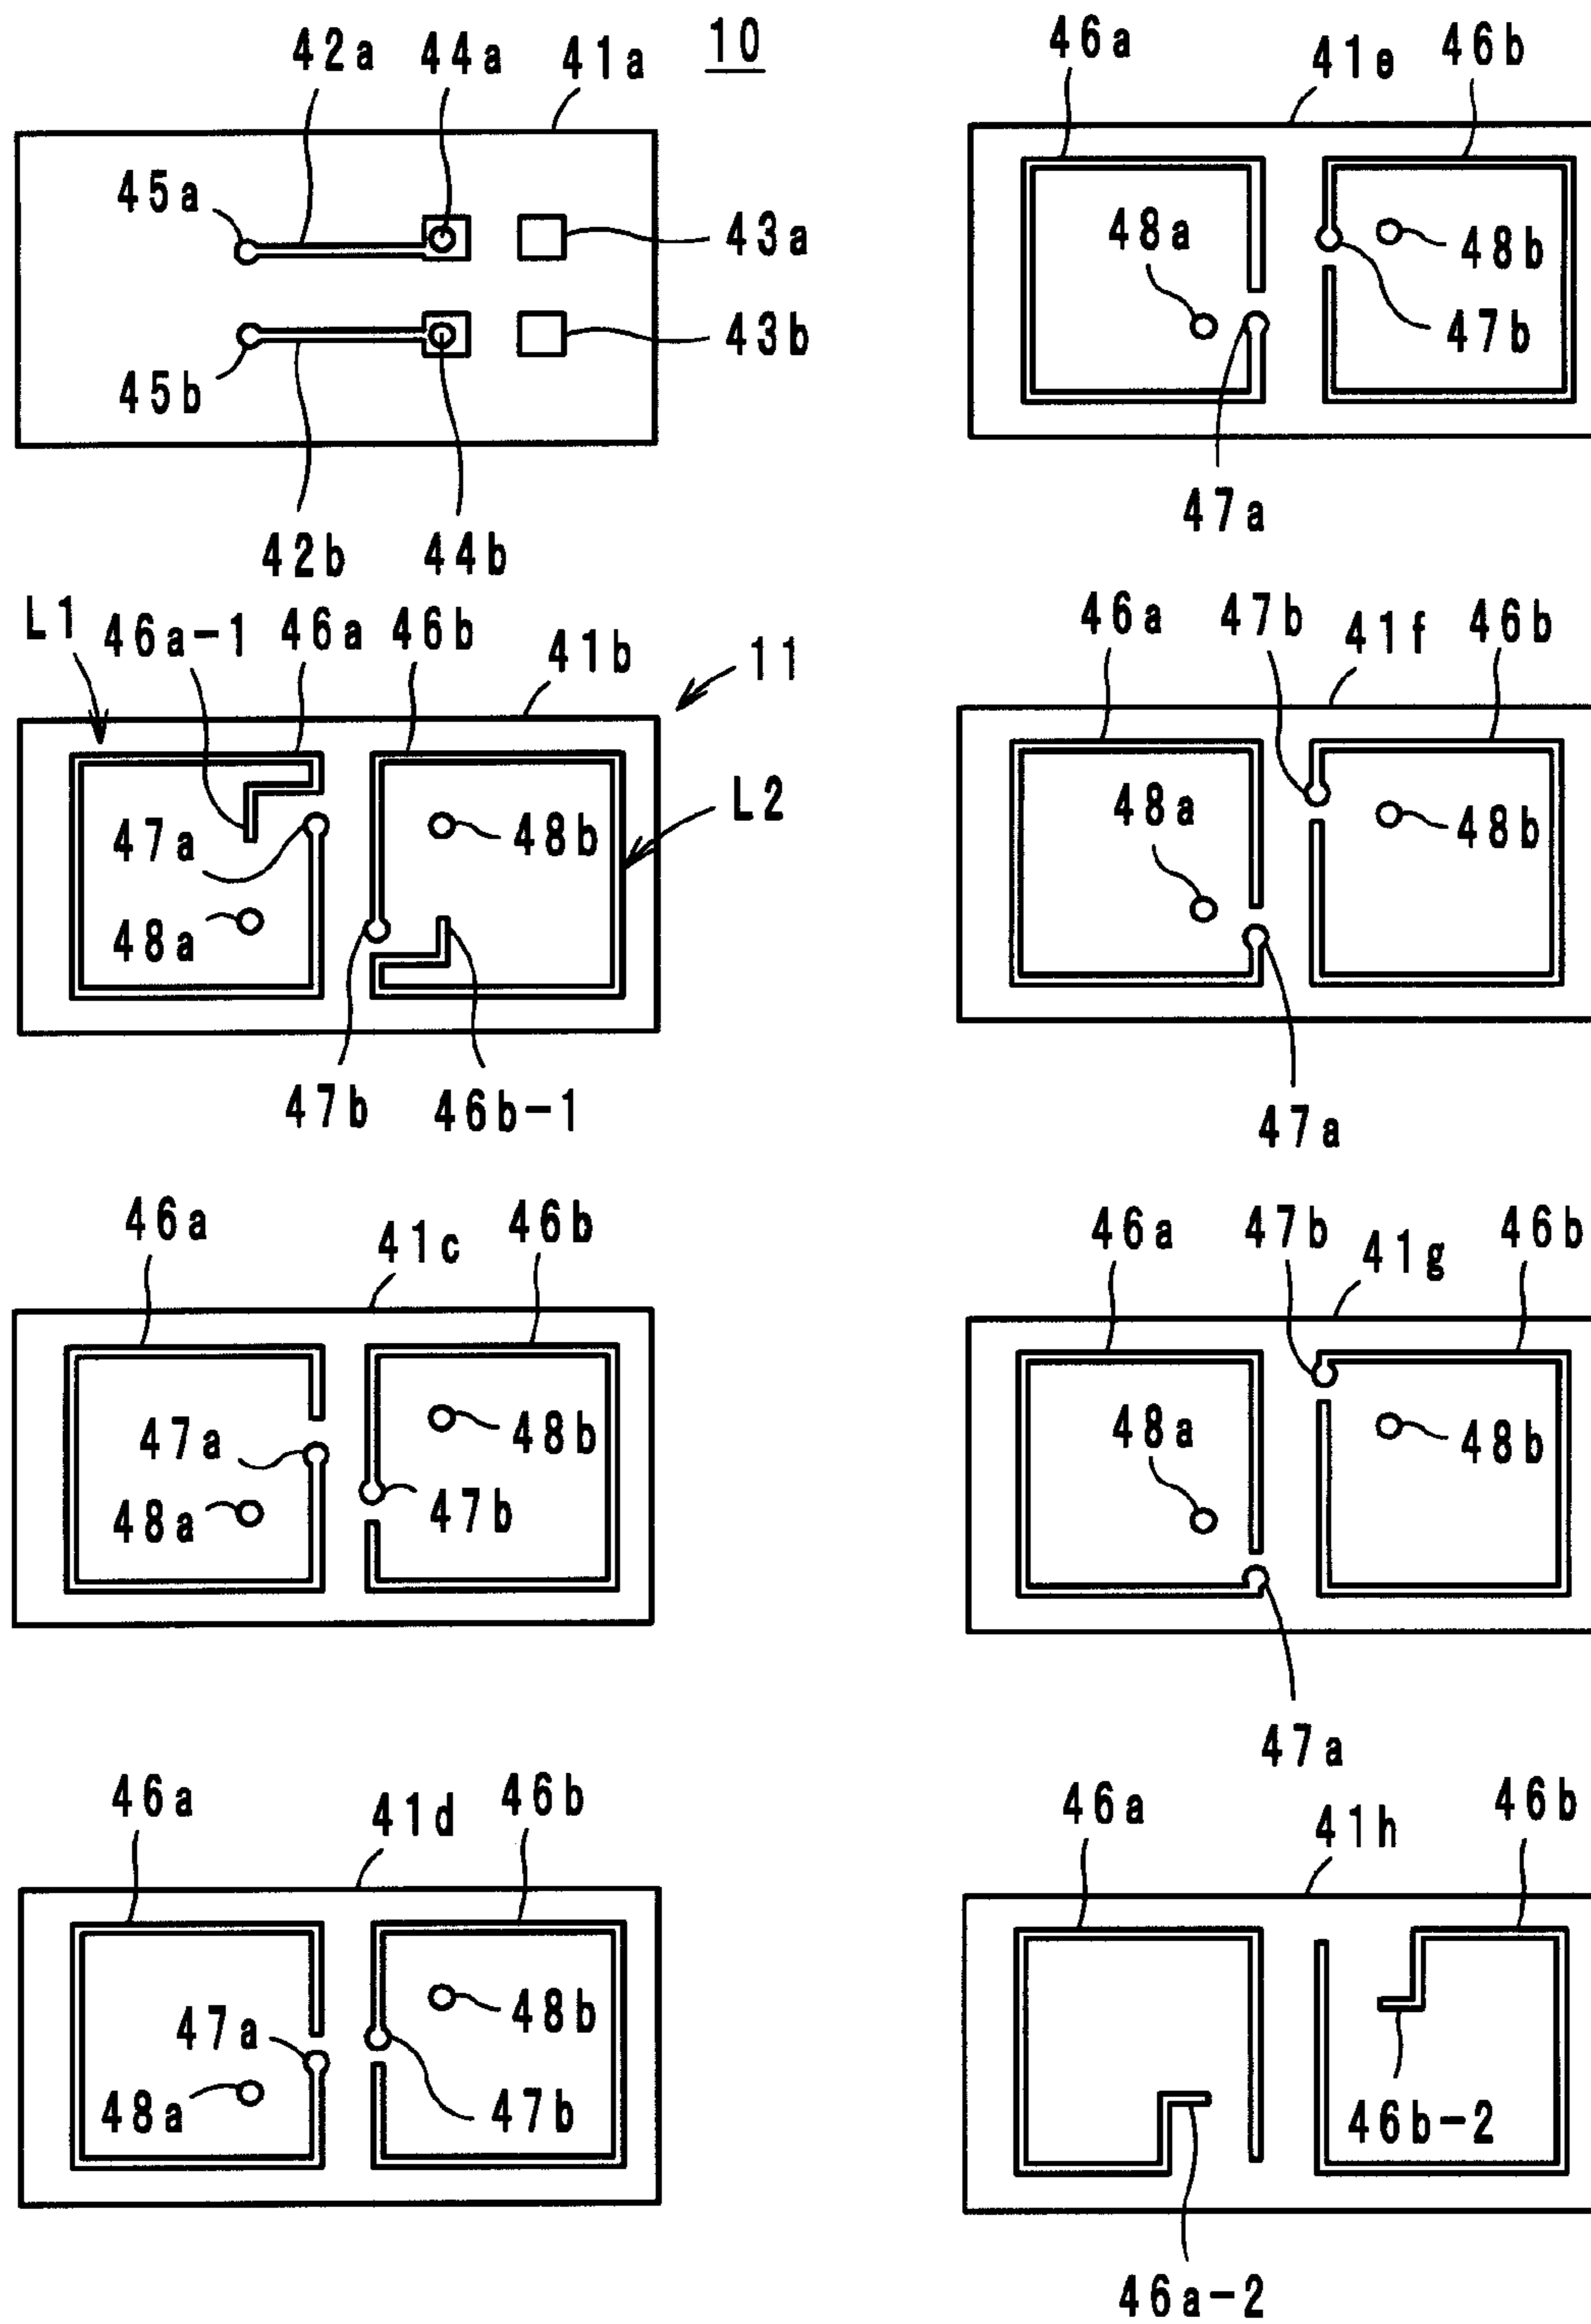 10
42a 44a 41a
45a
43a
43b
45b
42b 44b
46a 41e 46b
48a 48b
47b
47a
L1 46a-1 46a 46b 41b 11
L2
47a 48b
48a
47b 46b-1
46a 47b 41f 46b
48a 48b
47a
46a 41c 46b
47a 48b
48a 47b
46a 47b 41g 46b
48a 48b
47a
46a 41d 46b
47a 48b
48a 47b
46a 41h 46b
46b-2
46a-2